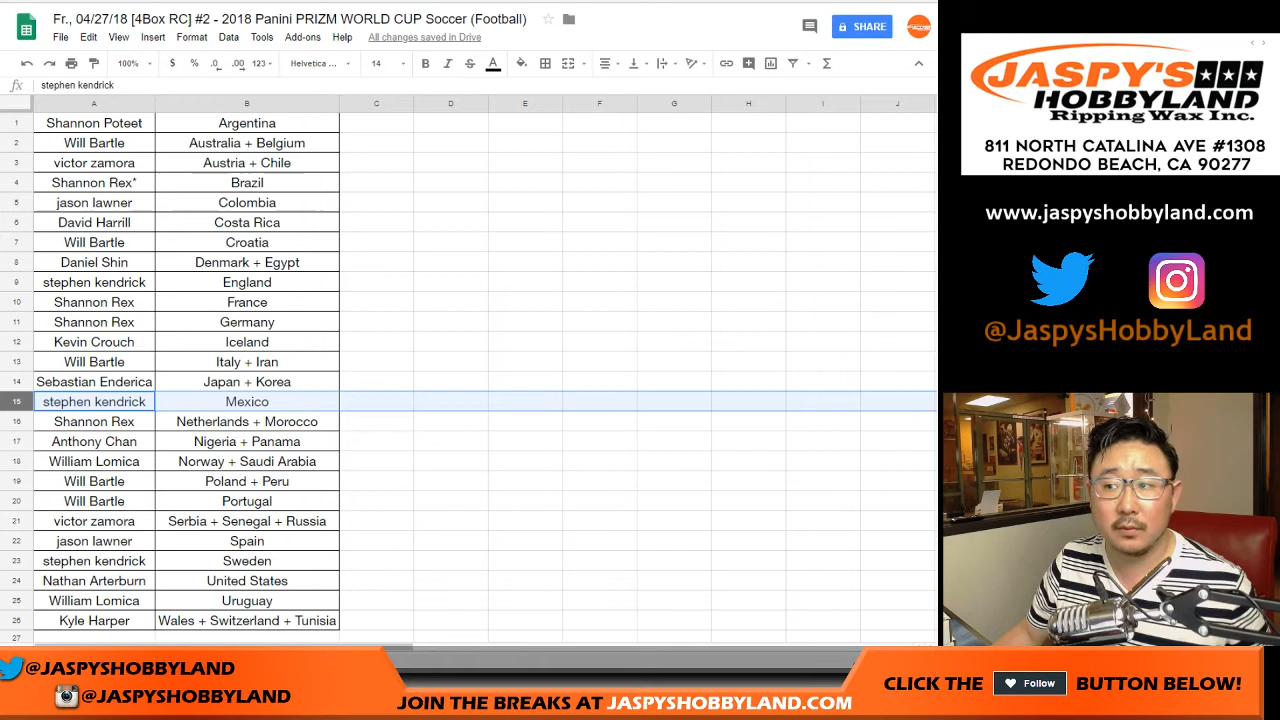 Fr., 04/27/18 [4Box RC] #2 - 2018 Panini PRIZM WORLD CUP Soccer (Football)
File Edit View Insert Format Data Tools Add-ons Help All changes saved in Drive
SHARE
100% $ % .0 .00 123 Helvetica ... 14 B I S A
fx stephen kendrick
A B C D E F G H I J
1 Shannon Poteet Argentina
2 Will Bartle Australia + Belgium
3 victor zamora Austria + Chile
4 Shannon Rex* Brazil
5 jason lawner Colombia
6 David Harrill Costa Rica
7 Will Bartle Croatia
8 Daniel Shin Denmark + Egypt
9 stephen kendrick England
10 Shannon Rex France
11 Shannon Rex Germany
12 Kevin Crouch Iceland
13 Will Bartle Italy + Iran
14 Sebastian Enderica Japan + Korea
15 stephen kendrick Mexico
16 Shannon Rex Netherlands + Morocco
17 Anthony Chan Nigeria + Panama
18 William Lomica Norway + Saudi Arabia
19 Will Bartle Poland + Peru
20 Will Bartle Portugal
21 victor zamora Serbia + Senegal + Russia
22 jason lawner Spain
23 stephen kendrick Sweden
24 Nathan Arterburn United States
25 William Lomica Uruguay
26 Kyle Harper Wales + Switzerland + Tunisia
27
JASPY'S
HOBBYLAND
Ripping Wax Inc.
811 NORTH CATALINA AVE #1308
REDONDO BEACH, CA 90277
www.jaspyshobbyland.com
@JaspysHobbyLand
@JASPYSHOBBYLAND
@JASPYSHOBBYLAND
JOIN THE BREAKS AT JASPYSHOBBYLAND.COM
CLICK THE Follow BUTTON BELOW!